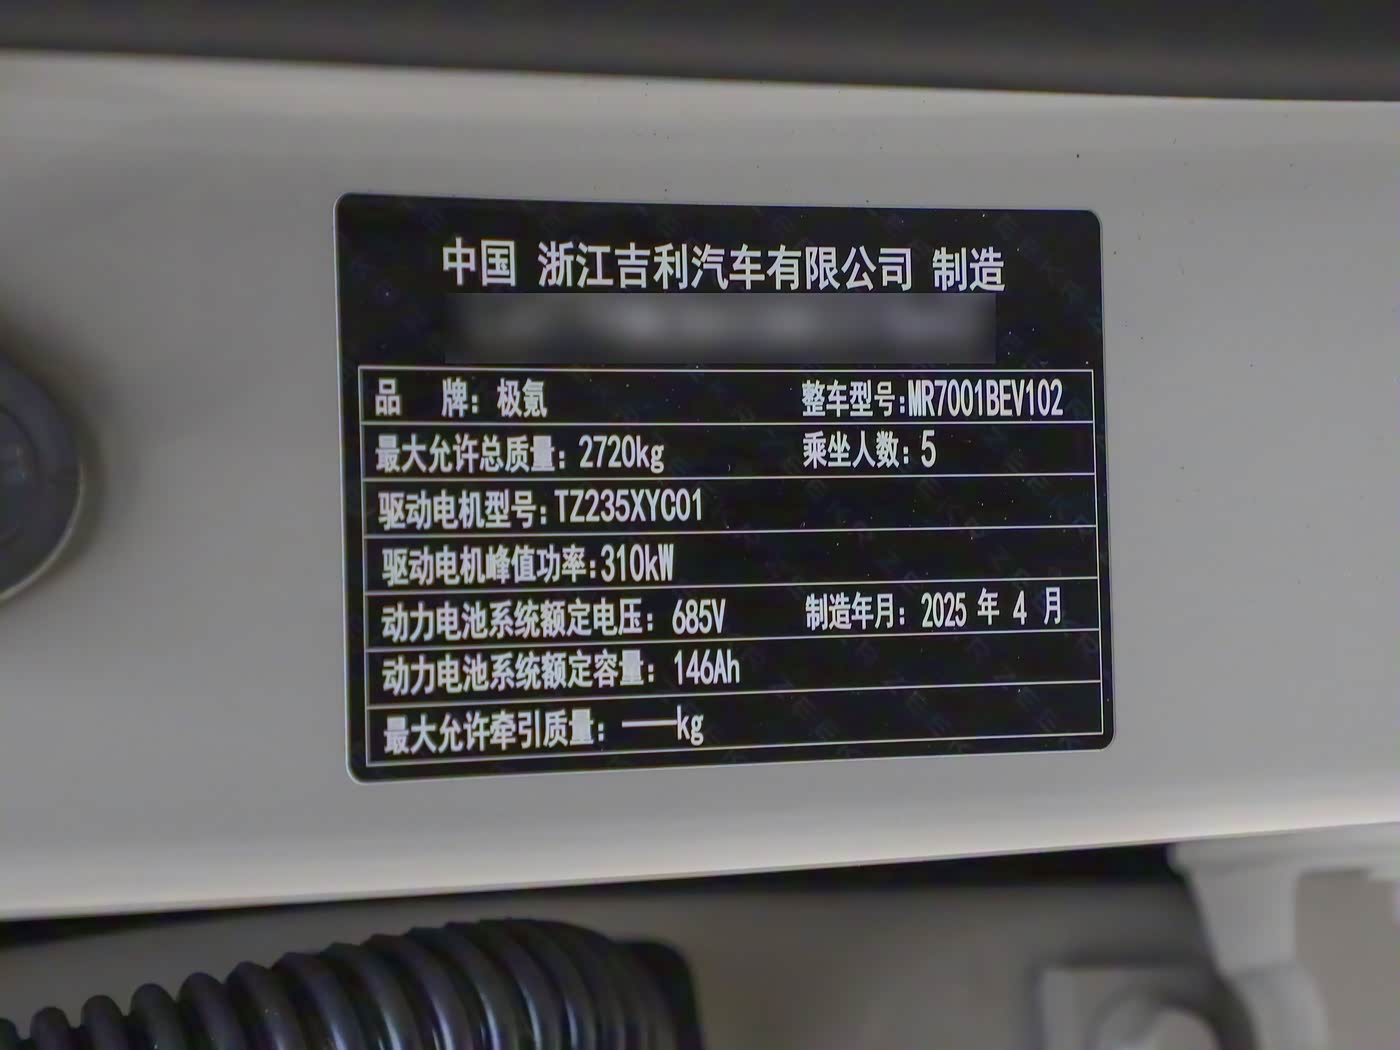 中国 浙江吉利汽车有限公司 制造
品 牌：极氪 整车型号：MR7001BEV102
最大允许总质量：2720kg 乘坐人数：5
驱动电机型号：TZ235XYC01
驱动电机峰值功率：310kW
动力电池系统额定电压：685V 制造年月：2025 年 4 月
动力电池系统额定容量：146Ah
最大允许牵引质量：——kg